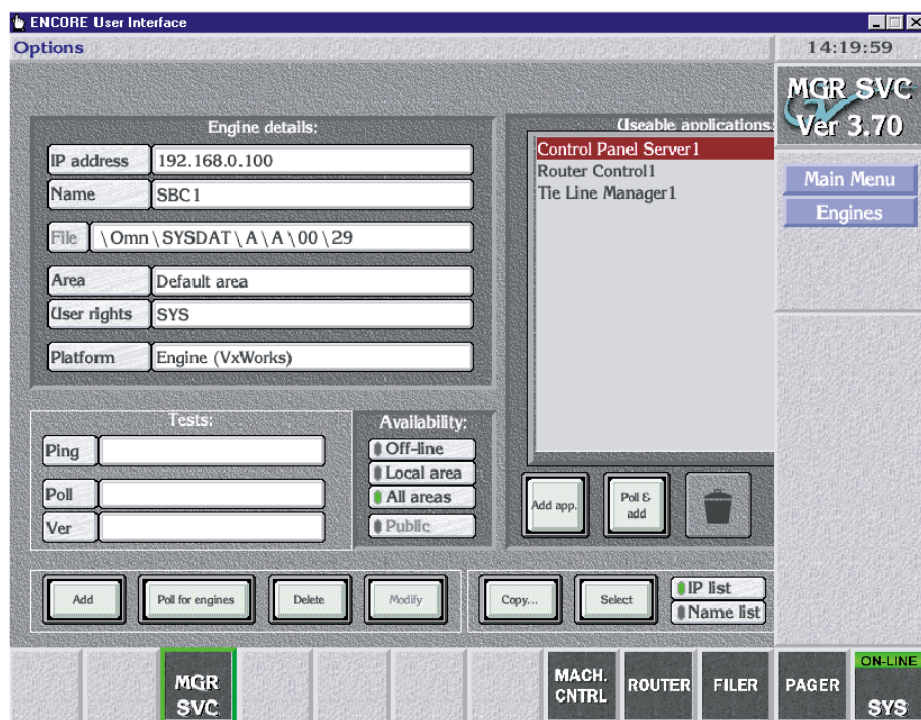 ENCORE User Interface
Options
14:19:59
MGR SVC
Ver 3.70
Main Menu
Engines
Engine details:
IP address 192.168.0.100
Name SBC1
File \Omn\SYSDAT\A\A\00\29
Area Default area
User rights SYS
Platform Engine (VxWorks)
Useable applications:
Control Panel Server1
Router Control1
Tie Line Manager1
Add app.
Poll &
add
Tests:
Ping
Poll
Ver
Availability:
Off-line
Local area
All areas
Public
Add
Poll for engines
Delete
Modify
Copy...
Select
IP list
Name list
MGR
SVC
MACH.
CNTRL
ROUTER
FILER
PAGER
ON-LINE
SYS